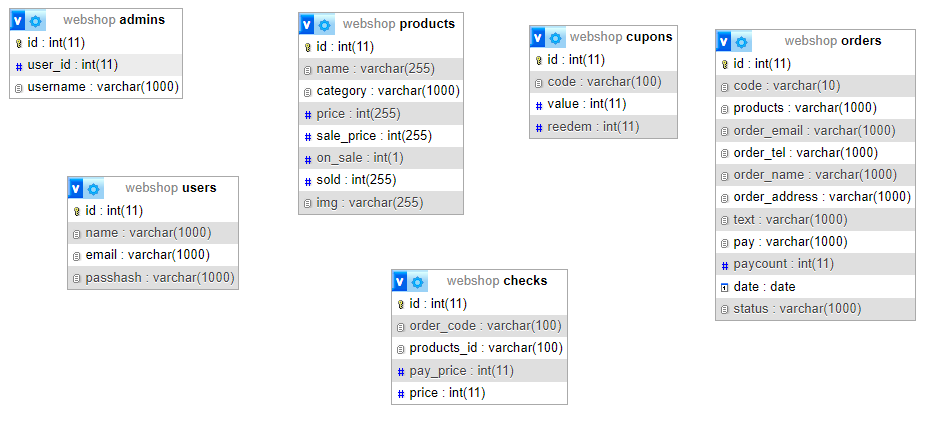 webshop admins
id : int(11)
user_id : int(11)
username : varchar(1000)
webshop products
id : int(11)
name : varchar(255)
category : varchar(1000)
price : int(255)
sale_price : int(255)
on_sale : int(1)
sold : int(255)
img : varchar(255)
webshop cupons
id : int(11)
code : varchar(100)
value : int(11)
reedem : int(11)
webshop orders
id : int(11)
code : varchar(10)
products : varchar(1000)
order_email : varchar(1000)
order_tel : varchar(1000)
order_name : varchar(1000)
order_address : varchar(1000)
text : varchar(1000)
pay : varchar(1000)
paycount : int(11)
date : date
status : varchar(1000)
webshop users
id : int(11)
name : varchar(1000)
email : varchar(1000)
passhash : varchar(1000)
webshop checks
id : int(11)
order_code : varchar(100)
products_id : varchar(100)
pay_price : int(11)
price : int(11)